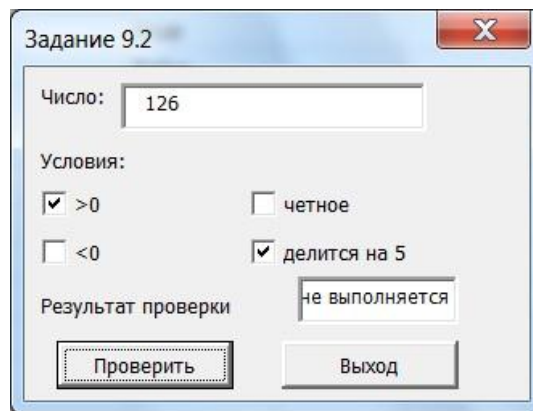 Задание 9.2
Число: 126
Условия:
>0 четное
<0 делится на 5
Результат проверки не выполняется
Проверить Выход